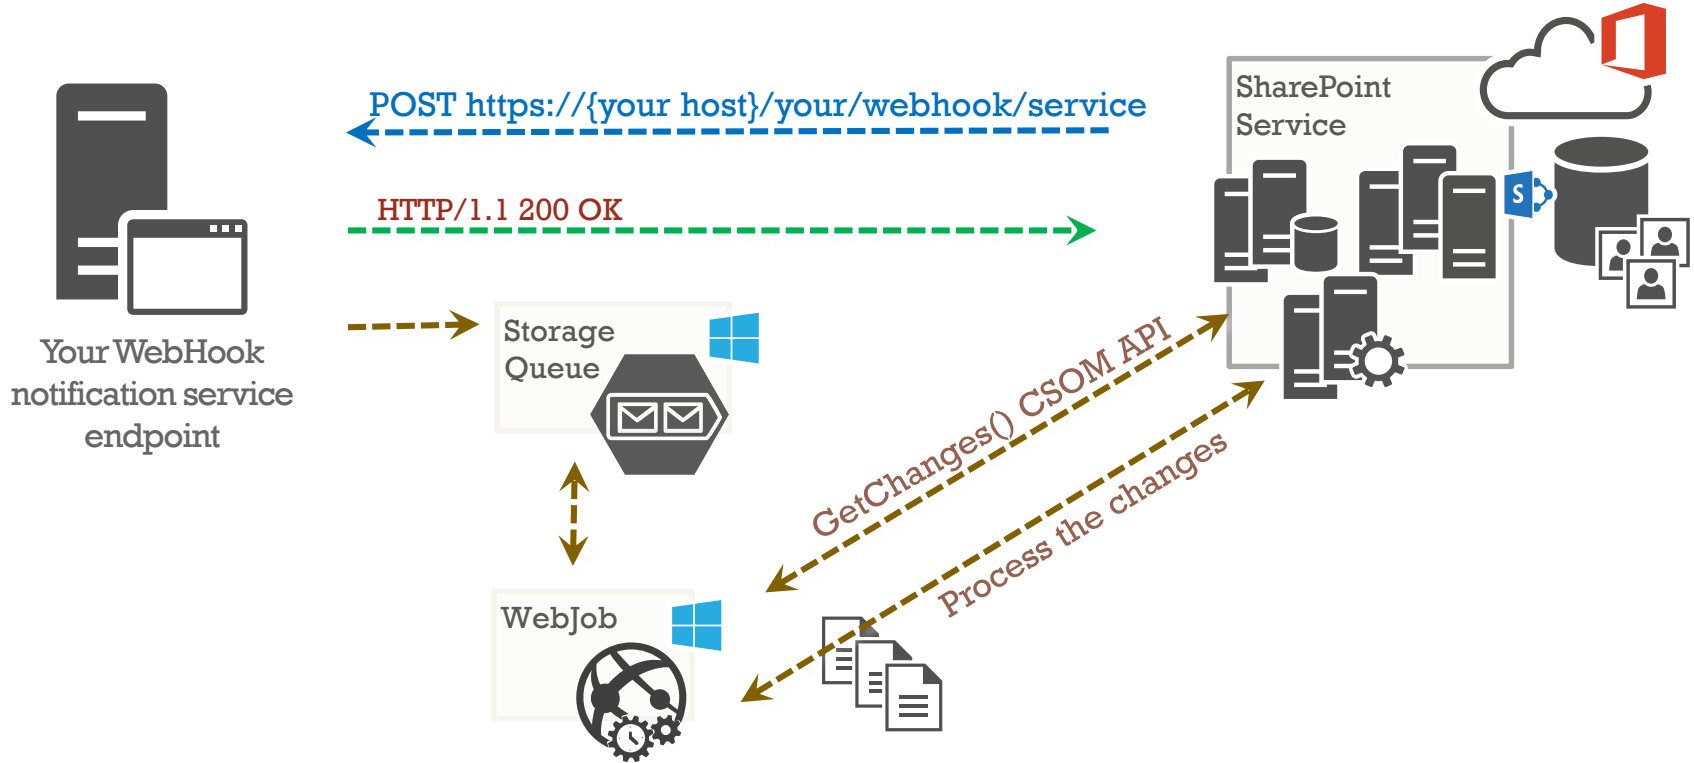 POST https://{your host}/your/webhook/service
SharePoint
Service
HTTP/1.1 200 OK
S
Your WebHook
notification service
endpoint
Storage
Queue
GetChanges() CSOM API
Process the changes
WebJob